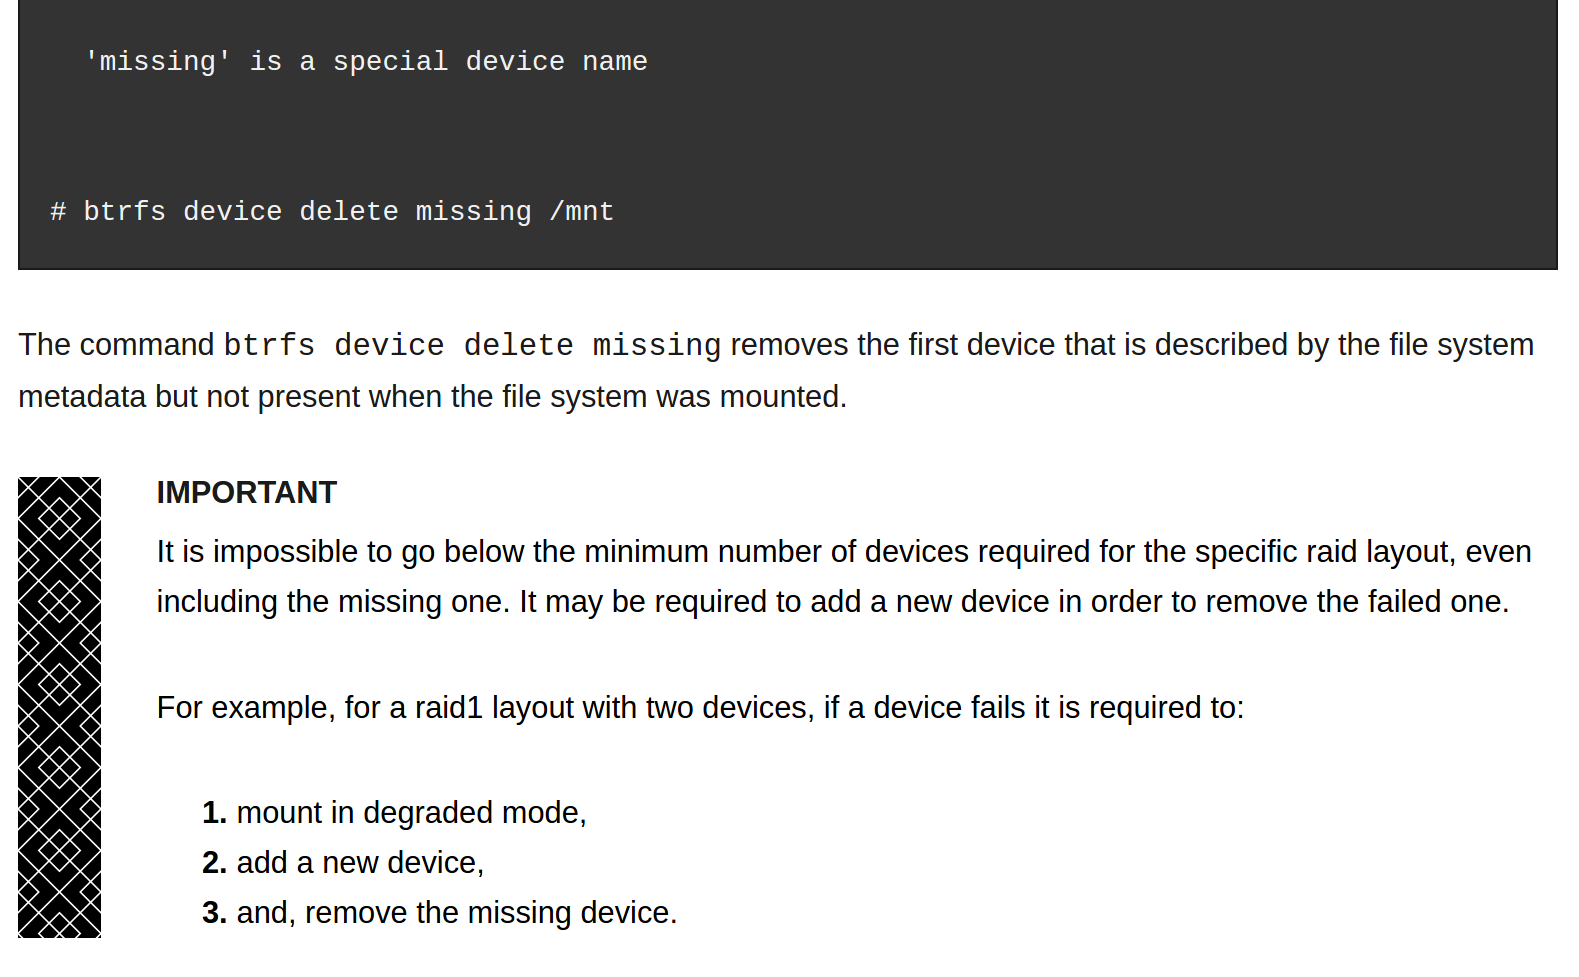 'missing' is a special device name
# btrfs device delete missing /mnt
The command btrfs device delete missing removes the first device that is described by the file system
metadata but not present when the file system was mounted.
IMPORTANT
It is impossible to go below the minimum number of devices required for the specific raid layout, even
including the missing one. It may be required to add a new device in order to remove the failed one.
For example, for a raid1 layout with two devices, if a device fails it is required to:
1. mount in degraded mode,
2. add a new device,
3. and, remove the missing device.